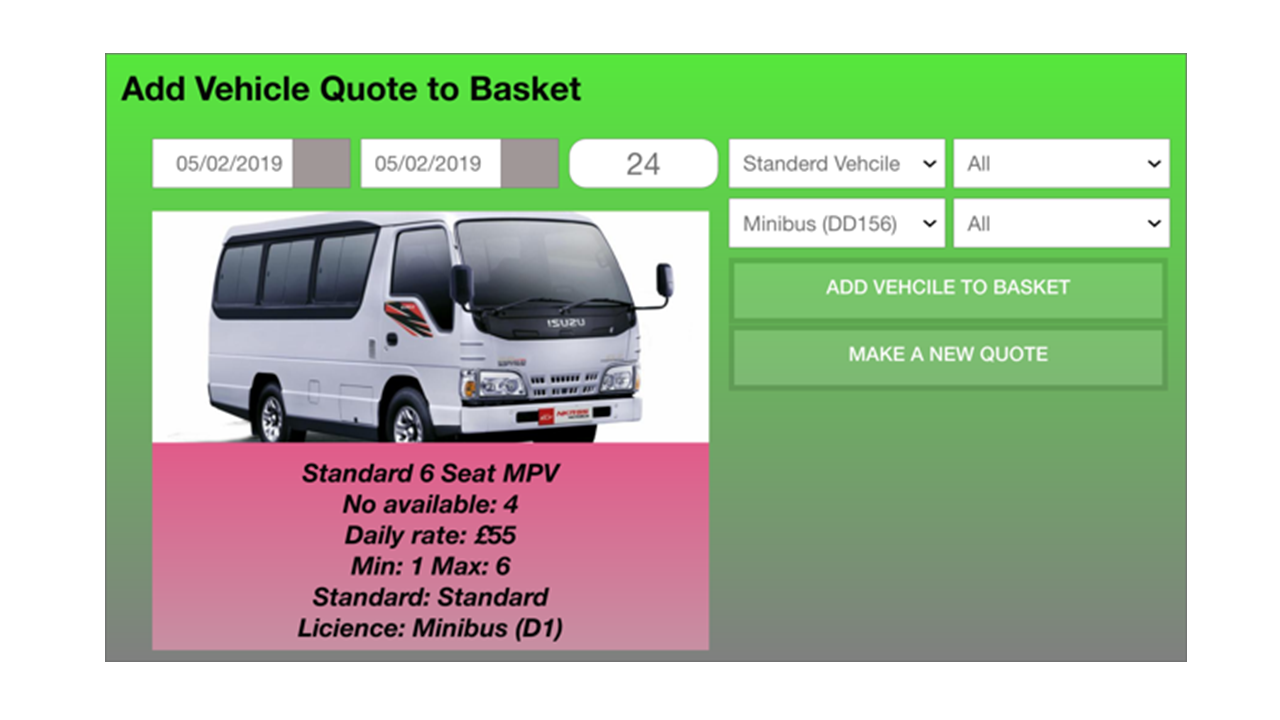 Add Vehicle Quote to Basket
05/02/2019 05/02/2019 24 Standerd Vehcile All
Minibus (DD156) All
ADD VEHCILE TO BASKET
MAKE A NEW QUOTE
ISUZU
Standard 6 Seat MPV
No available: 4
Daily rate: £55
Min: 1 Max: 6
Standard: Standard
Licience: Minibus (D1)